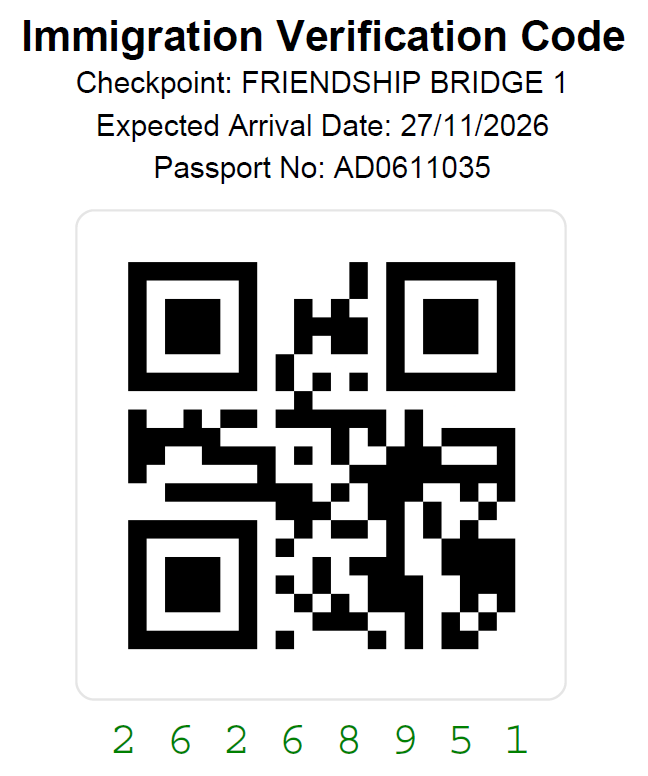 Immigration Verification Code
Checkpoint: FRIENDSHIP BRIDGE 1
Expected Arrival Date: 27/11/2026
Passport No: AD0611035
2 6 2 6 8 9 5 1